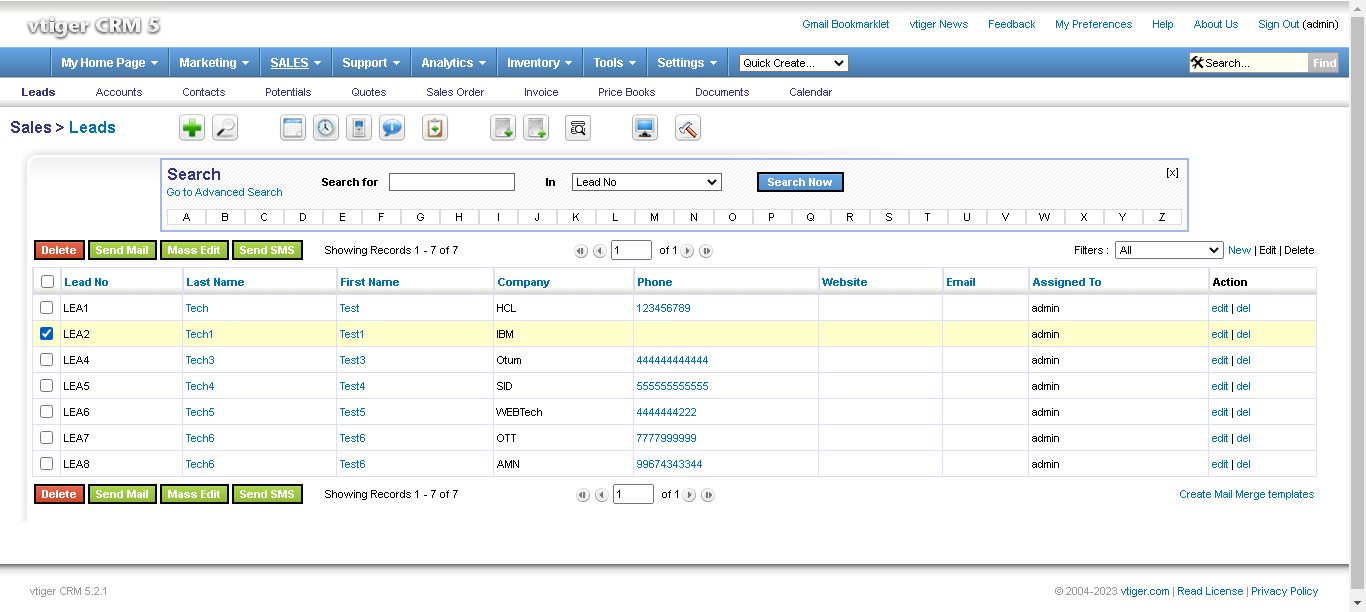 vtiger CRM 5
Gmail Bookmarklet vtiger News Feedback My Preferences Help About Us Sign Out (admin)
My Home Page Marketing SALES Support Analytics Inventory Tools Settings Quick Create... Search... Find
Leads Accounts Contacts Potentials Quotes Sales Order Invoice Price Books Documents Calendar
Sales > Leads
Search [x]
Go to Advanced Search Search for In Lead No Search Now
A B C D E F G H I J K L M N O P Q R S T U V W X Y Z
Delete Send Mail Mass Edit Send SMS Showing Records 1 - 7 of 7 1 of 1 Filters : All New | Edit | Delete
Lead No Last Name First Name Company Phone Website Email Assigned To Action
LEA1 Tech Test HCL 123456789 admin edit | del
LEA2 Tech1 Test1 IBM admin edit | del
LEA4 Tech3 Test3 Otum 444444444444 admin edit | del
LEA5 Tech4 Test4 SID 555555555555 admin edit | del
LEA6 Tech5 Test5 WEBTech 4444444222 admin edit | del
LEA7 Tech6 Test6 OTT 7777999999 admin edit | del
LEA8 Tech6 Test6 AMN 99674343344 admin edit | del
Delete Send Mail Mass Edit Send SMS Showing Records 1 - 7 of 7 1 of 1 Create Mail Merge templates
vtiger CRM 5.2.1 © 2004-2023 vtiger.com | Read License | Privacy Policy